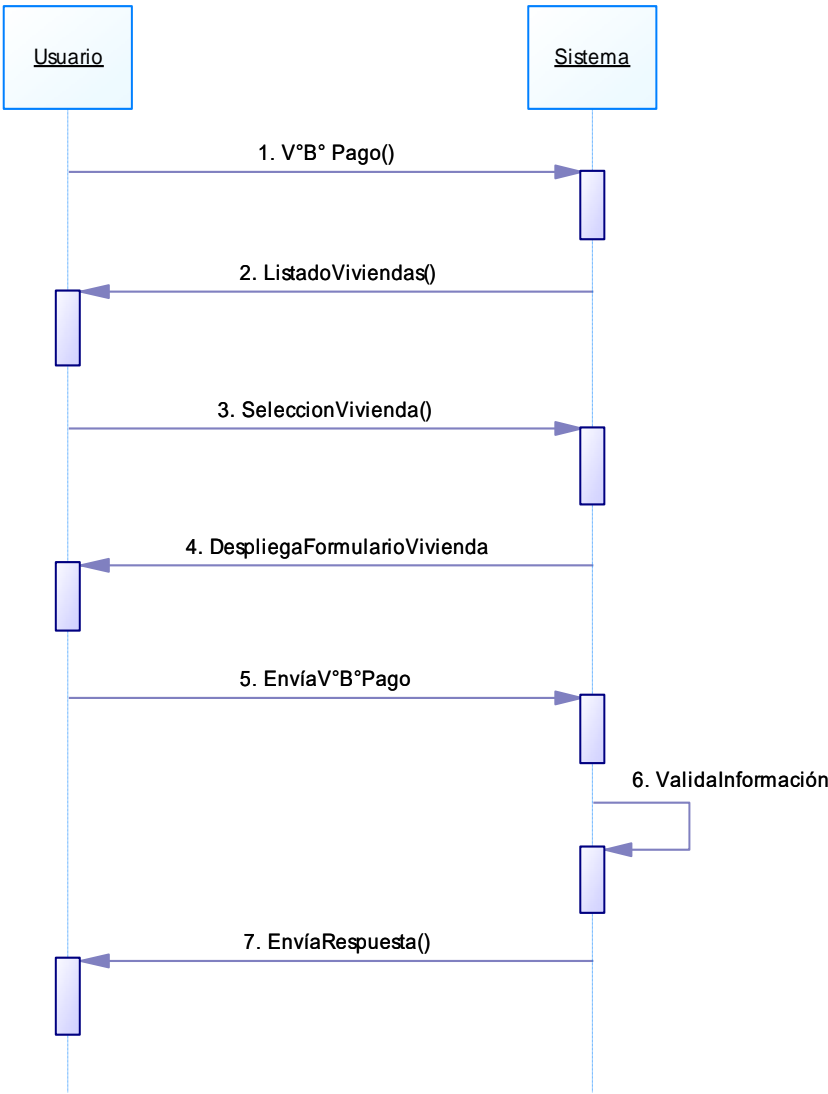 Usuario
Sistema
1. V°B° Pago()
2. ListadoViviendas()
3. SeleccionVivienda()
4. DespliegaFormularioVivienda
5. EnvíaV°B°Pago
6. ValidaInformación
7. EnvíaRespuesta()